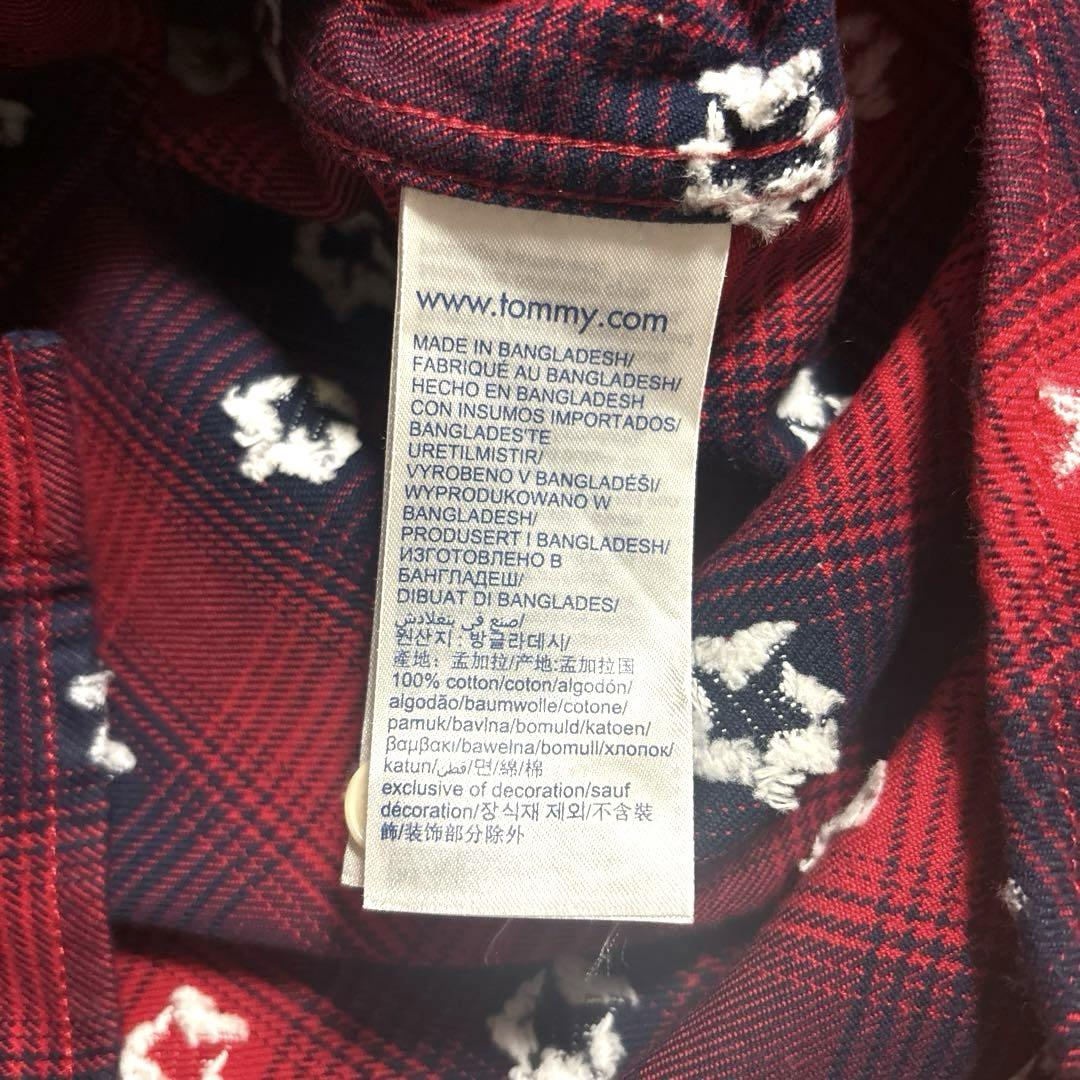 www.tommy.com
MADE IN BANGLADESH/
FABRIQUÉ AU BANGLADESH/
HECHO EN BANGLADESH
CON INSUMOS IMPORTADOS/
BANGLADES'TE
URETILMISTIR/
VYROBENO V BANGLADÉŠI/
WYPRODUKOWANO W
BANGLADESH/
PRODUSERT I BANGLADESH/
ИЗГОТОВЛЕНО В
БАНГЛАДЕШ/
DIBUAT DI BANGLADES/
صنع في بنغلادش/
원산지 : 방글라데시/
產地：孟加拉/产地:孟加拉国
100% cotton/coton/algodón/
algodão/baumwolle/cotone/
pamuk/bavlna/bomuld/katoen/
βαμβακι/bawełna/bomull/хлопок/
katun/قطن/면/綿/棉
exclusive of decoration/sauf
décoration/장식재 제외/不含裝
飾/装饰部分除外